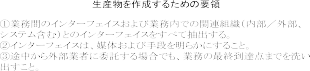 生産物を作成するための要領
①業務間のインターフェイスおよび業務内での関連組織（内部／外部、
システム含む）とのインターフェイスをすべて抽出する。
②インターフェイスは、媒体および手段を明らかにすること。
③途中から外部業者に委託する場合でも、業務の最終到達点までを洗い
出すこと。